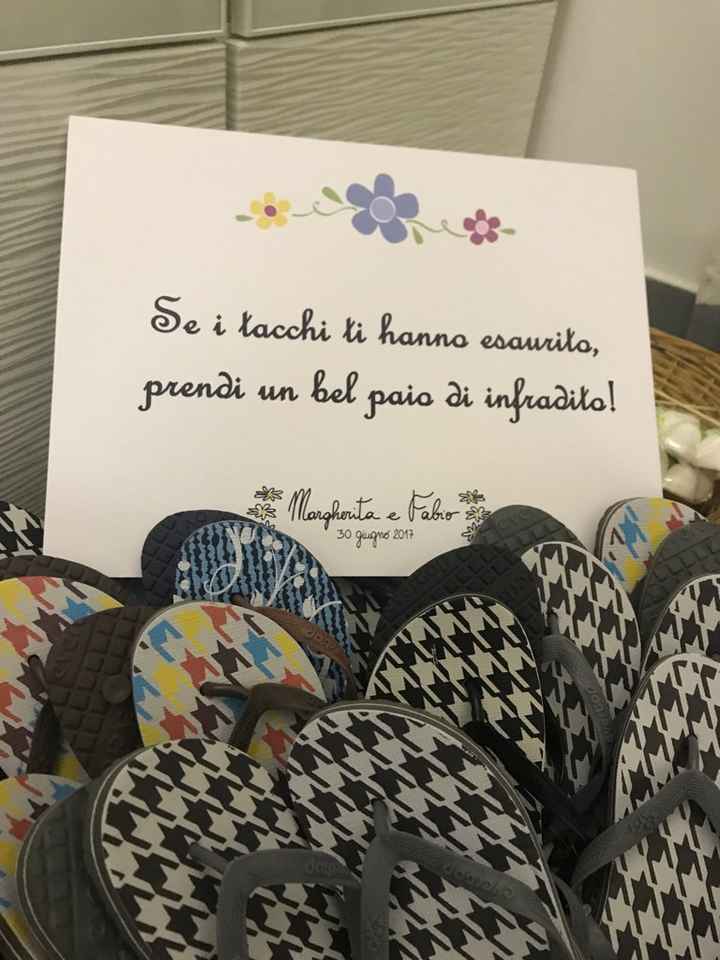 Se i tacchi ti hanno esaurito,
prendi un bel paio di infradito!
Margherita e Fabio
30 giugno 2017